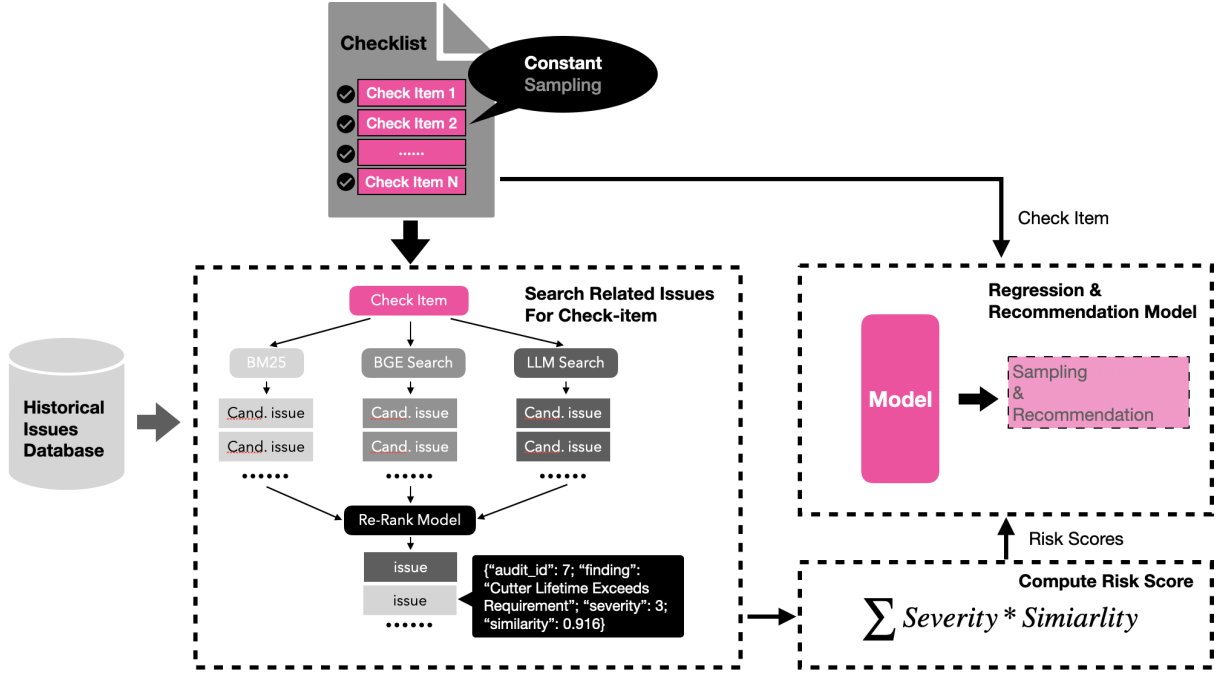 Checklist
Constant
Sampling
Check Item 1
Check Item 2
......
Check Item N
Check Item
Search Related Issues
For Check-item
Check Item
BM25
BGE Search
LLM Search
Cand. issue
Cand. issue
Cand. issue
Cand. issue
Cand. issue
Cand. issue
......
......
......
Re-Rank Model
issue
issue
......
{“audit_id”: 7; “finding”:
“Cutter Lifetime Exceeds
Requirement”; “severity”: 3;
“similarity”: 0.916}
Historical
Issues
Database
Regression &
Recommendation Model
Model
Sampling
&
Recommendation
Risk Scores
Compute Risk Score
∑ Severity * Simiarlity